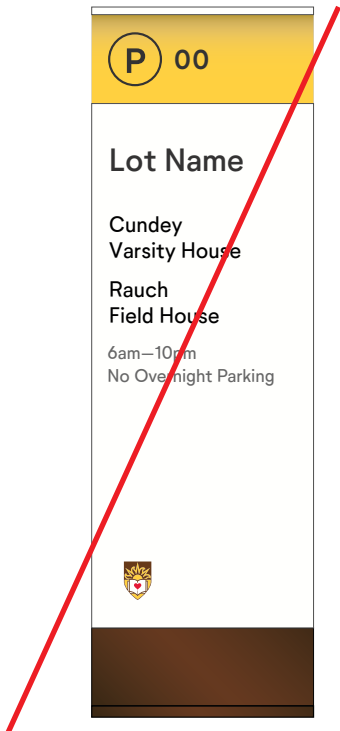 P 00
Lot Name
Cundey
Varsity House
Rauch
Field House
6am—10pm
No Overnight Parking